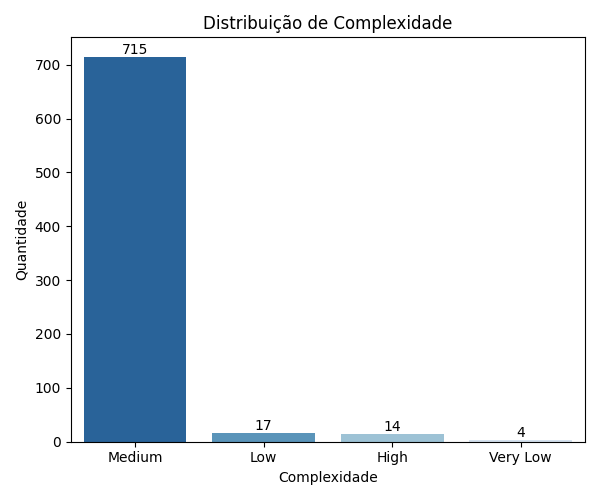 Distribuição de Complexidade
715
17
14
4
700
600
500
400
300
200
100
0
Quantidade
Medium
Low
High
Very Low
Complexidade